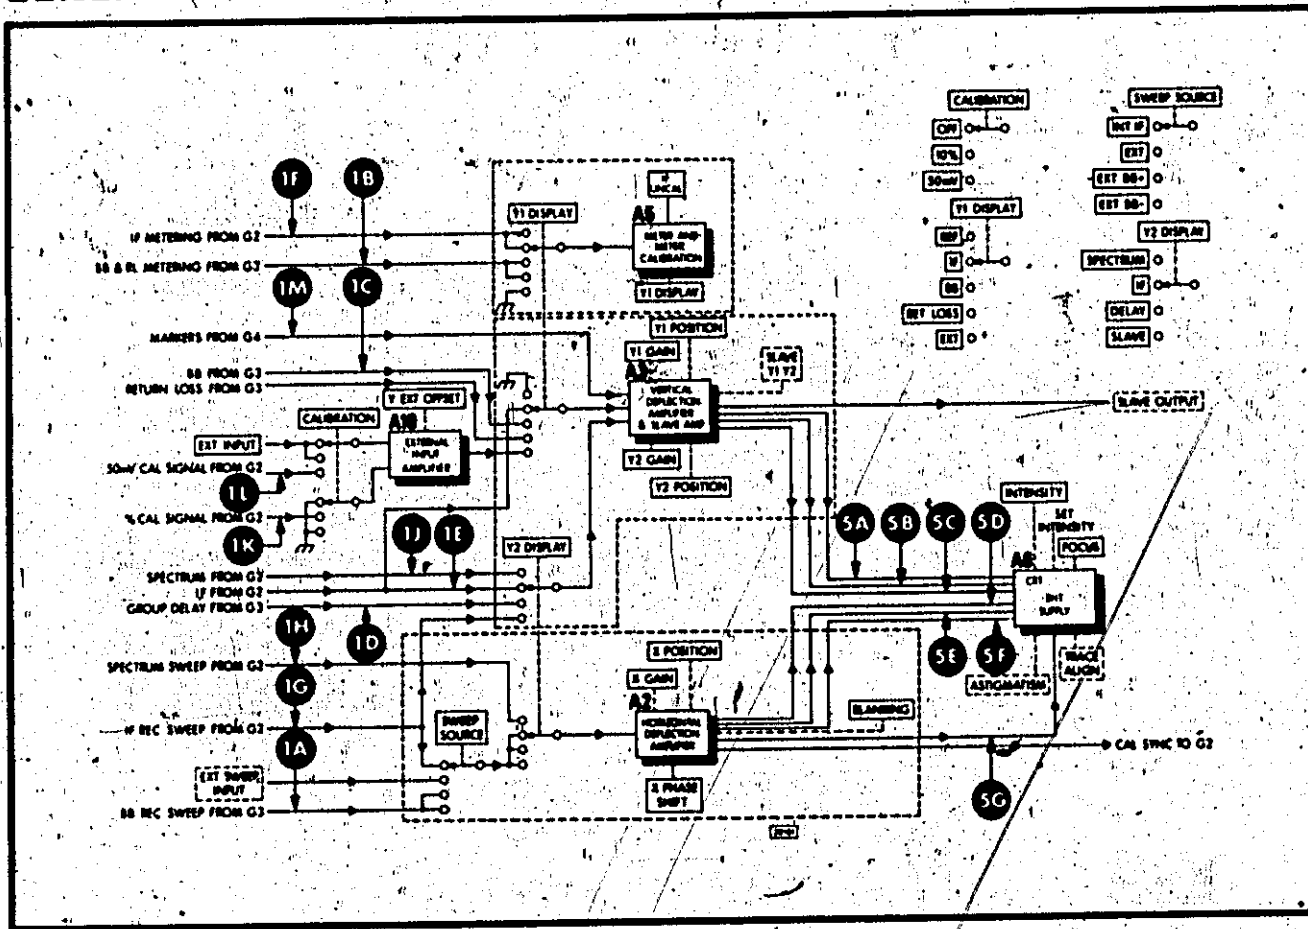 CALIBRATION
SWEEP SOURCE
OFF
INT IF
10%
EXT
50mV
EXT BB+
Y1 DISPLAY
EXT BB-
REF
Y2 DISPLAY
IF
SPECTRUM
BB
IF
RET LOSS
DELAY
EXT
SLAVE
1F
1B
IF METERING FROM G2
BB & RL METERING FROM G3
1M
1C
Y1 DISPLAY
IF
UNCAL
A5
METER AND
METER
CALIBRATION
Y1 DISPLAY
MARKERS FROM G4
BB FROM G3
RETURN LOSS FROM G3
Y1 POSITION
Y1 GAIN
SLAVE
Y1 Y2
A3
VERTICAL
DEFLECTION
AMPLIFIER
& SLAVE AMP
Y2 GAIN
Y2 POSITION
SLAVE OUTPUT
CALIBRATION
Y EXT OFFSET
A10
EXTERNAL
INPUT
AMPLIFIER
EXT INPUT
50mV CAL SIGNAL FROM G2
1L
% CAL SIGNAL FROM G2
1K
1J
1E
Y2 DISPLAY
SPECTRUM FROM G2
IF FROM G2
GROUP DELAY FROM G3
1H
1D
5A
5B
5C
5D
INTENSITY
SET
INTENSITY
FOCUS
A6
CRT
EHT
SUPPLY
5E
5F
ASTIGMATISM
TRACE
ALIGN
SPECTRUM SWEEP FROM G2
1G
IF REC SWEEP FROM G2
1A
EXT SWEEP
INPUT
BB REC SWEEP FROM G3
SWEEP
SOURCE
X POSITION
X GAIN
A2
HORIZONTAL
DEFLECTION
AMPLIFIER
X PHASE
SHIFT
BLANKING
CAL SYNC TO G2
5G